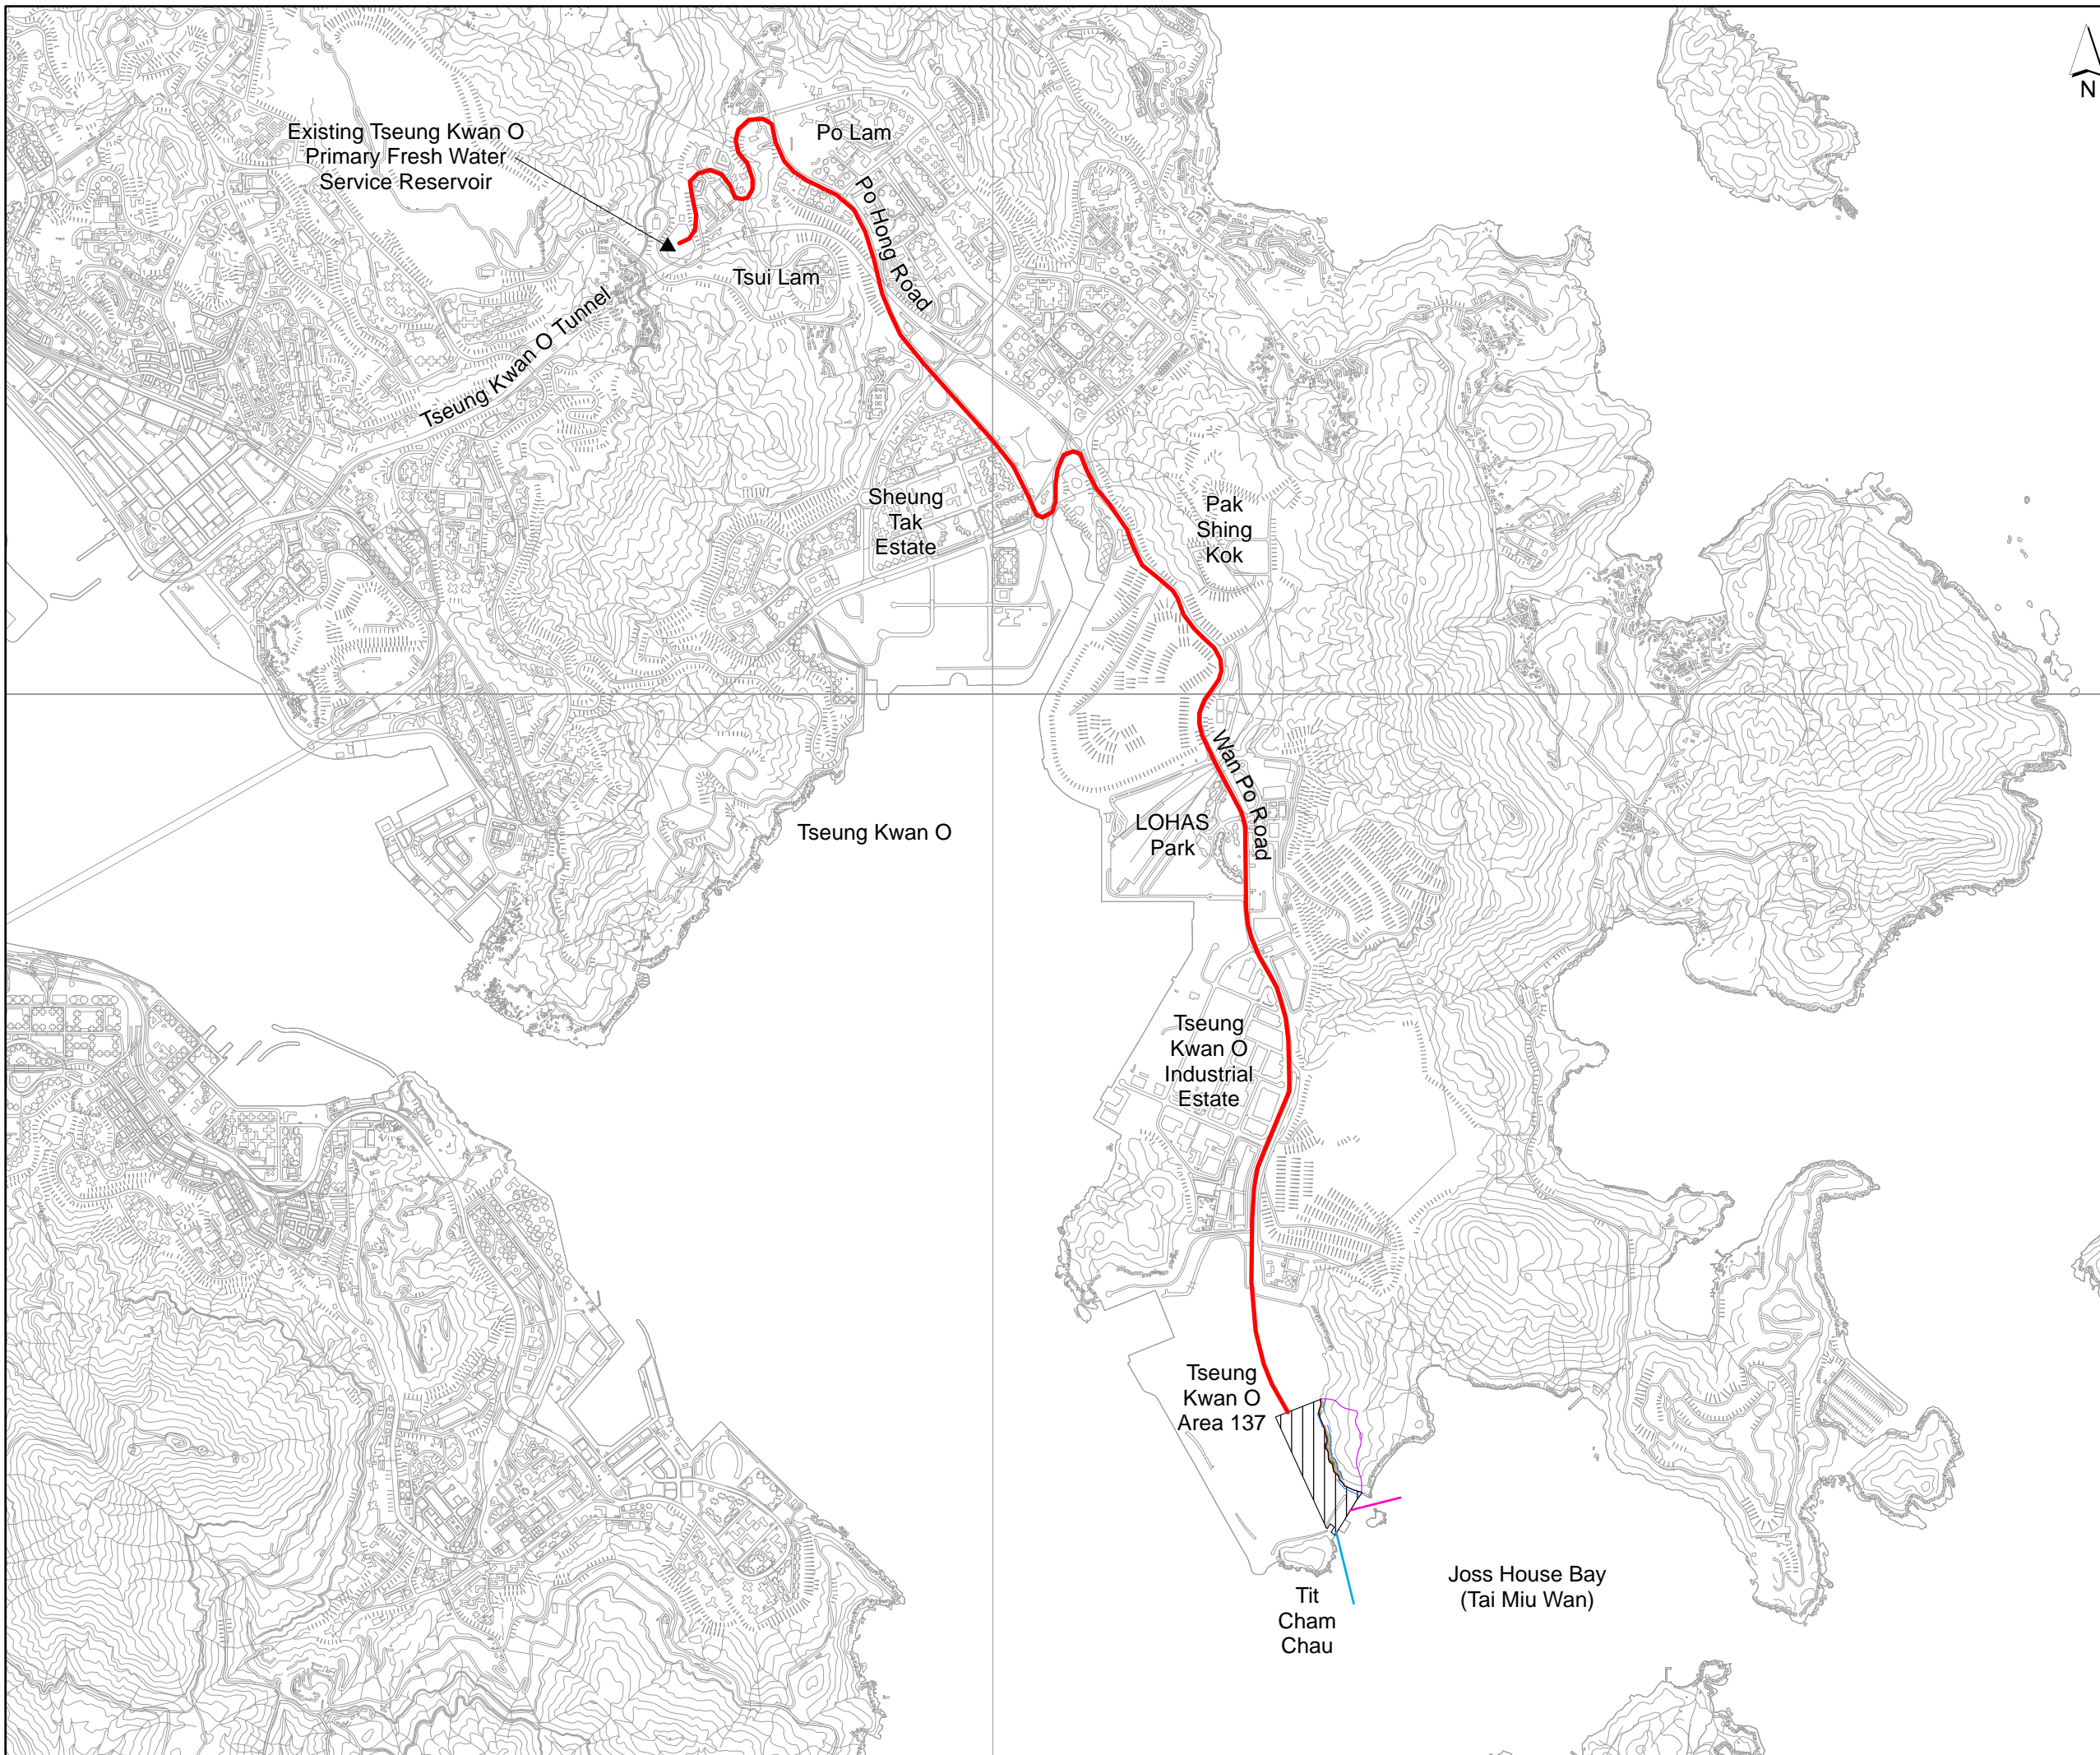 N
Existing Tseung Kwan O
Primary Fresh Water
Service Reservoir
Po Lam
Po Hong Road
Tsui Lam
Tseung Kwan O Tunnel
Sheung
Tak
Estate
Pak
Shing
Kok
Wan Po Road
LOHAS
Park
Tseung Kwan O
Tseung
Kwan O
Industrial
Estate
Tseung
Kwan O
Area 137
Joss House Bay
(Tai Miu Wan)
Tit
Cham
Chau